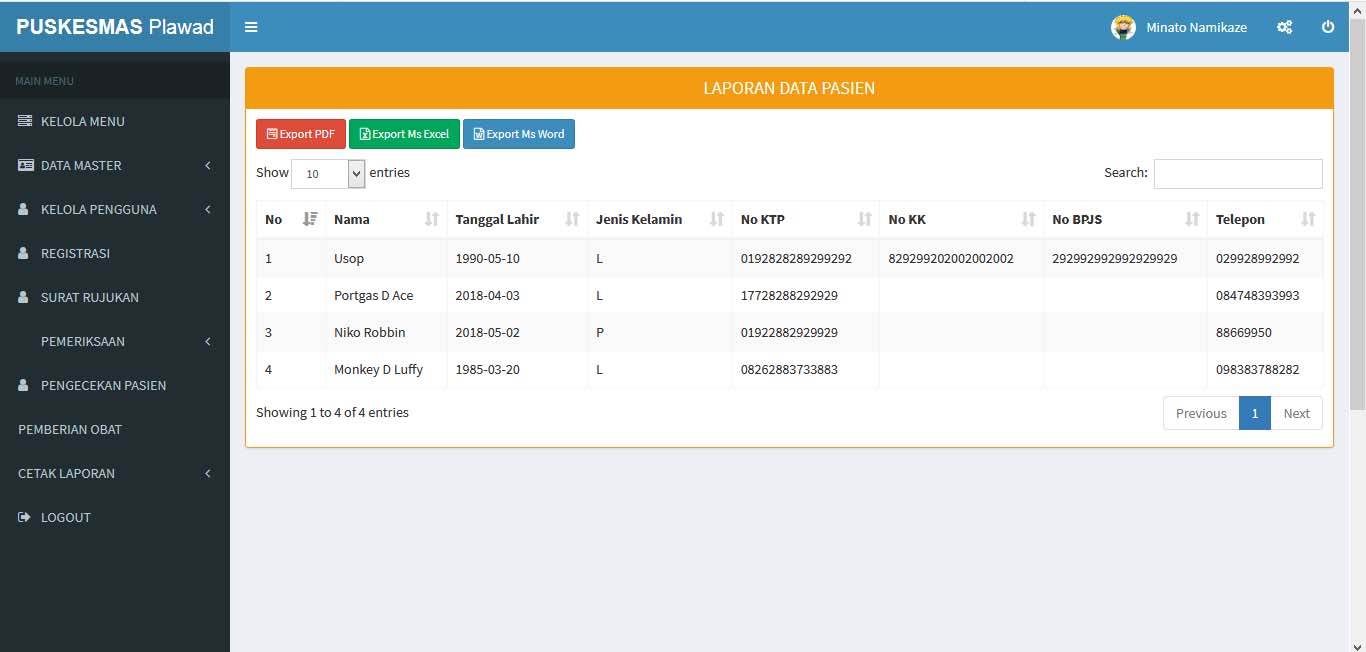 PUSKESMAS Plawad
Minato Namikaze
MAIN MENU
KELOLA MENU
DATA MASTER
KELOLA PENGGUNA
REGISTRASI
SURAT RUJUKAN
PEMERIKSAAN
PENGECEKAN PASIEN
PEMBERIAN OBAT
CETAK LAPORAN
LOGOUT
LAPORAN DATA PASIEN
Export PDF Export Ms Excel Export Ms Word
Show 10 entries Search:
No Nama Tanggal Lahir Jenis Kelamin No KTP No KK No BPJS Telepon
1 Usop 1990-05-10 L 0192828289299292 829299202002002002 292992992992929929 029928992992
2 Portgas D Ace 2018-04-03 L 17728288292929 084748393993
3 Niko Robbin 2018-05-02 P 01922882929929 88669950
4 Monkey D Luffy 1985-03-20 L 08262883733883 098383788282
Showing 1 to 4 of 4 entries Previous 1 Next